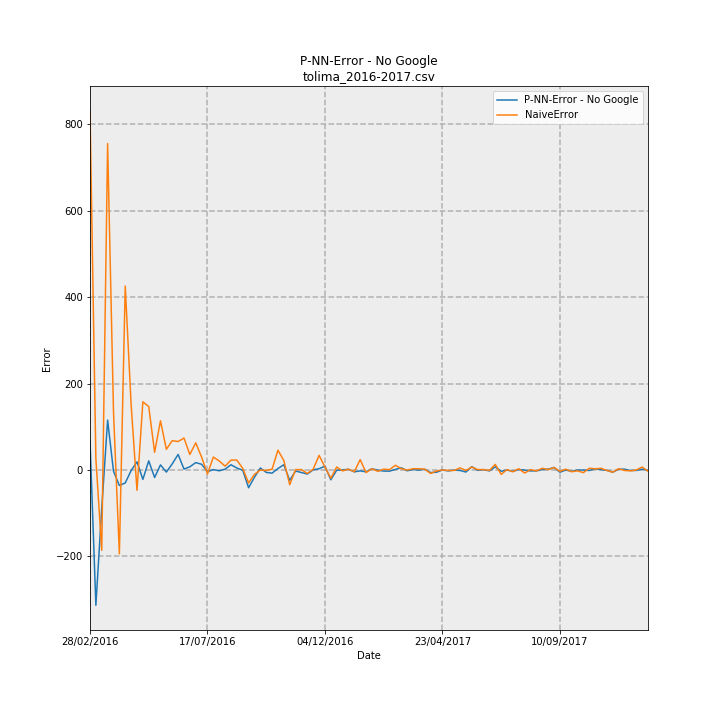 P-NN-Error - No Google
tolima_2016-2017.csv
P-NN-Error - No Google
NaiveError
800
600
400
200
0
−200
Error
28/02/2016
17/07/2016
04/12/2016
23/04/2017
10/09/2017
Date